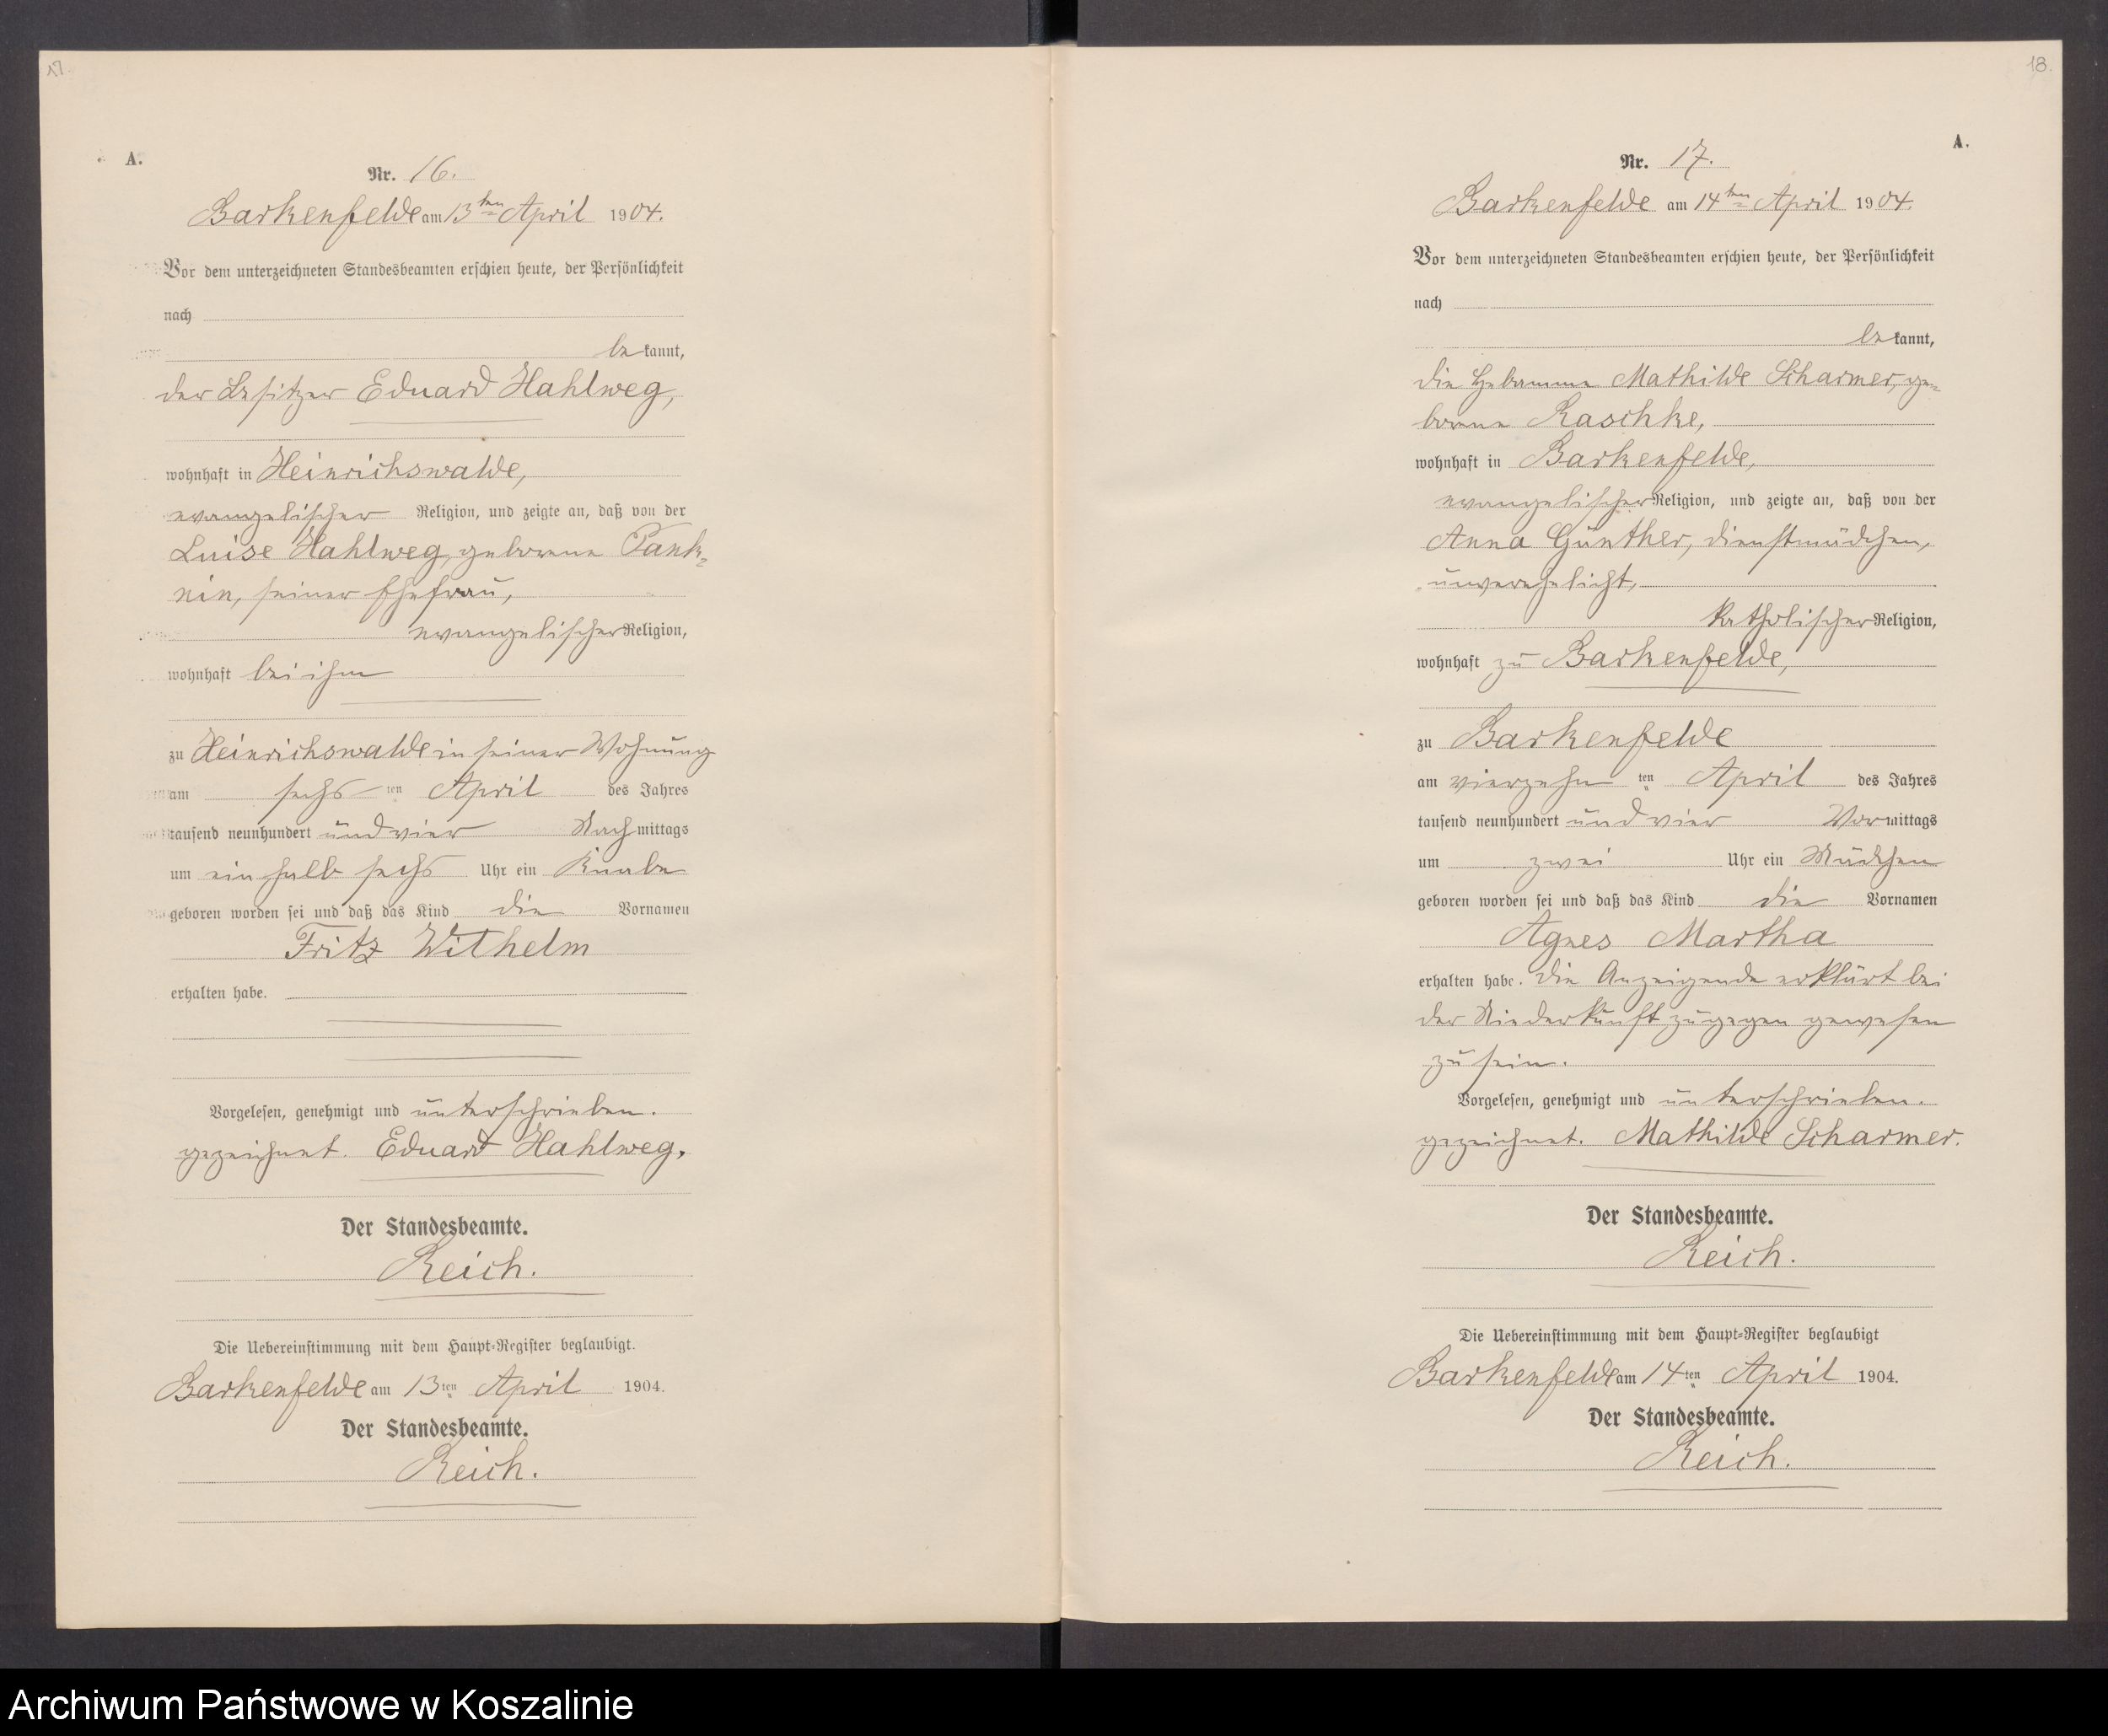 17.
A.
Nr. 16.
Barkenfelde am 13ten April 1904.
Vor dem unterzeichneten Standesbeamten erschien heute, der Persönlichkeit
nach
bekannt,
der Besitzer Eduard Hahlweg,
wohnhaft in Heinrichswalde,
evangelischer Religion, und zeigte an, daß von der
Luise Hahlweg, geborene Pank-
nin, seiner Ehefrau,
evangelischer Religion,
wohnhaft bei ihm
zu Heinrichswalde in seiner Wohnung
am sechsten April des Jahres
tausend neunhundert und vier Nachmittags
um ein halb sechs Uhr ein Knabe
geboren worden sei und daß das Kind die Vornamen
Fritz Wilhelm
erhalten habe.
Vorgelesen, genehmigt und unterschrieben.
gezeichnet. Eduard Hahlweg.
Der Standesbeamte.
Reich.
Die Uebereinstimmung mit dem Haupt-Register beglaubigt.
Barkenfelde am 13ten April 1904.
Der Standesbeamte.
Reich.
18.
A.
Nr. 17.
Barkenfelde am 14ten April 1904.
Vor dem unterzeichneten Standesbeamten erschien heute, der Persönlichkeit
nach
bekannt,
die Hebamme Mathilde Scharmer, ge-
borene Raschke,
wohnhaft in Barkenfelde,
evangelischer Religion, und zeigte an, daß von der
Anna Günther, Dienstmädchen,
unverehelicht,
katholischer Religion,
wohnhaft zu Barkenfelde,
zu Barkenfelde
am vierzehnten April des Jahres
tausend neunhundert und vier Vormittags
um zwei Uhr ein Mädchen
geboren worden sei und daß das Kind die Vornamen
Agnes Martha
erhalten habe. Die Anzeigende erklärt bei
der Niederkunft zugegen gewesen
zu sein.
Vorgelesen, genehmigt und unterschrieben.
gezeichnet. Mathilde Scharmer.
Der Standesbeamte.
Reich.
Die Uebereinstimmung mit dem Haupt-Register beglaubigt
Barkenfelde am 14ten April 1904.
Der Standesbeamte.
Reich.
Archiwum Państwowe w Koszalinie